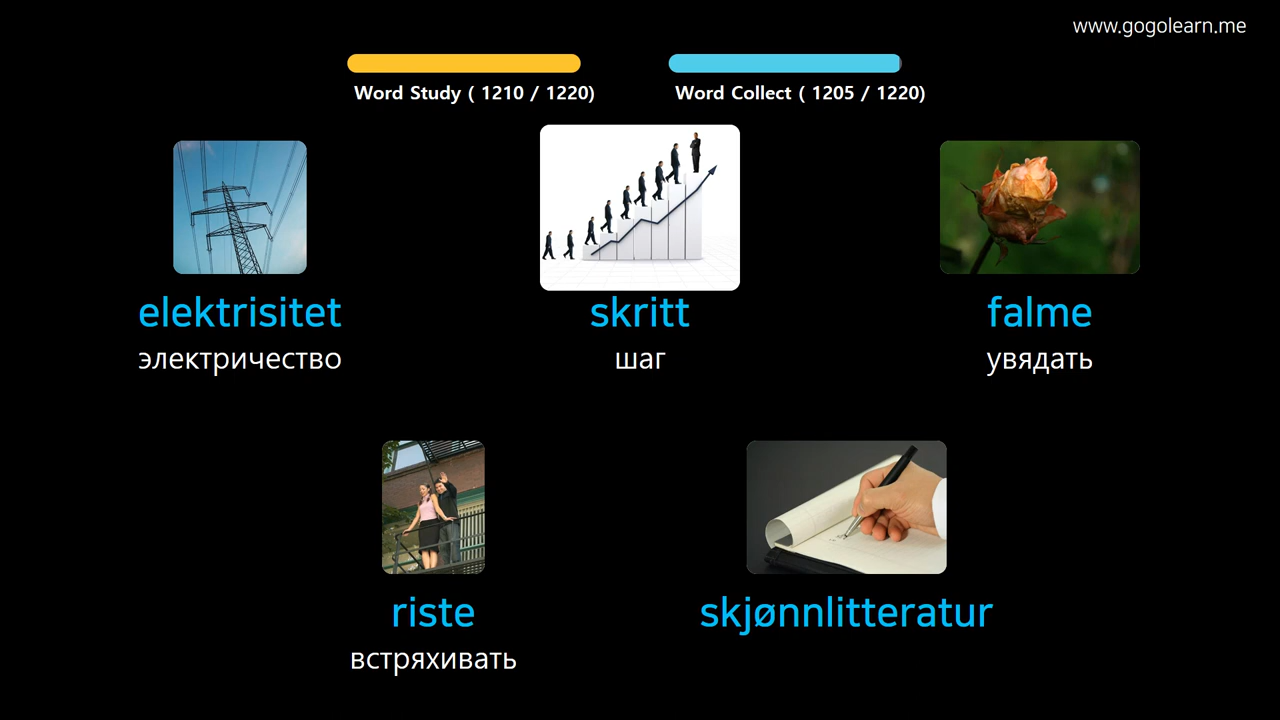 www.gogolearn.me
Word Study ( 1210 / 1220)
Word Collect ( 1205 / 1220)
elektrisitet
электричество
skritt
шаг
falme
увядать
riste
встряхивать
skjønnlitteratur